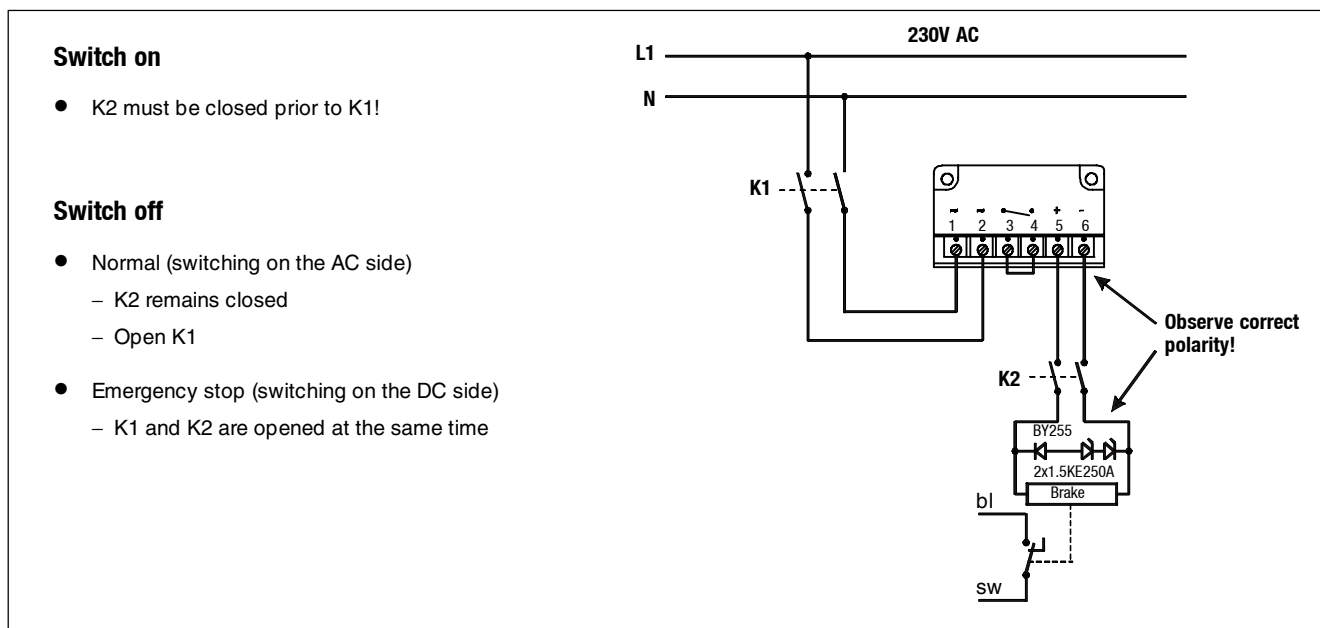 Switch on
● K2 must be closed prior to K1!
Switch off
● Normal (switching on the AC side)
– K2 remains closed
– Open K1
● Emergency stop (switching on the DC side)
– K1 and K2 are opened at the same time
230V AC
L1
N
K1
~ ~ + -
1 2 3 4 5 6
Observe correct
polarity!
K2
BY255
2x1.5KE250A
Brake
bl
sw